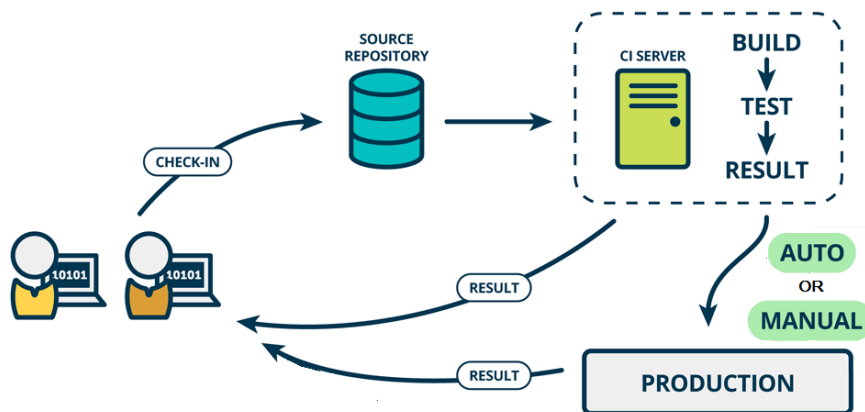 SOURCE
REPOSITORY
CI SERVER
BUILD
TEST
RESULT
CHECK-IN
10101
10101
RESULT
AUTO
OR
MANUAL
RESULT
PRODUCTION